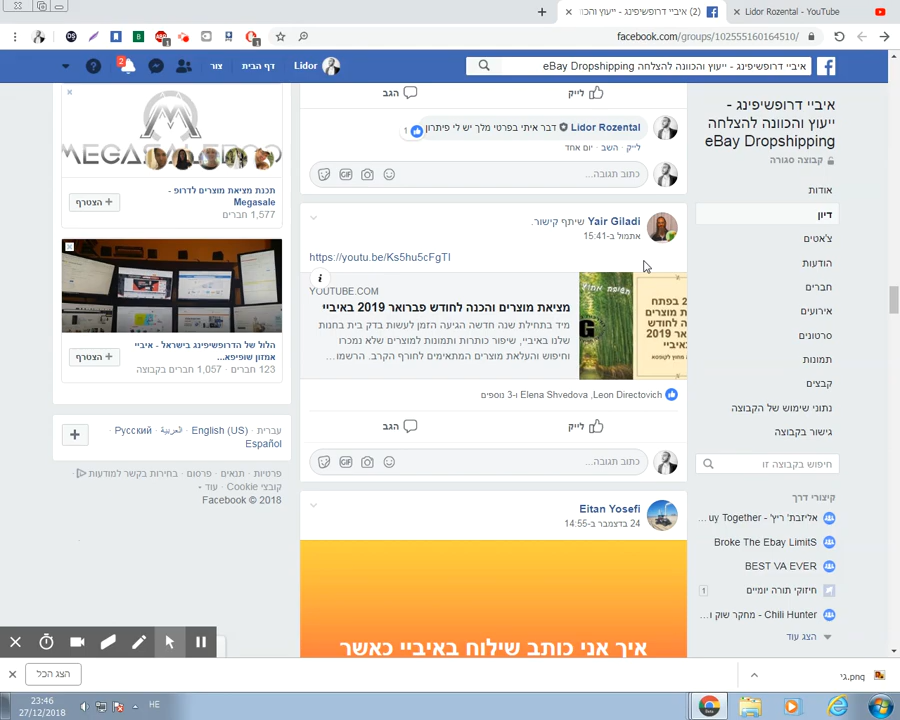 (2) איביי דרופשיפינג - ייעוץ והכוו
Lidor Rozental - YouTube
facebook.com/groups/102555160164510/
איביי דרופשיפינג - ייעוץ והכוונה להצלחה eBay Dropshipping
Lidor
דף הבית
צור
2
איביי דרופשיפינג -
ייעוץ והכוונה להצלחה
eBay Dropshipping
קבוצה סגורה
אודות
דיון
צ'אטים
הודעות
חברים
אירועים
סרטונים
תמונות
קבצים
נתוני שימוש של הקבוצה
גישור בקבוצה
חיפוש בקבוצה זו
קיצורי דרך
אליזבת' ריץ' - uy Together...
Broke The Ebay LimitS
BEST VA EVER
חיזוקי תורה יומיים
1
Chili Hunter - מחקר שוק ו...
הצג עוד
לייק
הגב
Lidor Rozental דבר איתי בפרטי מלך יש לי פיתרון
1
לייק · השב · יום אחד
כתוב תגובה...
Yair Giladi שיתף קישור.
אתמול ב-15:41
https://youtu.be/Ks5hu5cFgTI
YOUTUBE.COM
מציאת מוצרים והכנה לחודש פברואר 2019 באיביי
מיד בתחילת שנה חדשה הגיעה הזמן לעשות בדק בית בחנות
שלנו באיביי, שיפור כותרות ותמונות למוצרים שלא נמכרו
וחיפוש והעלאת מוצרים המתאימים לחורף הקרב. הרשמו...
Elena Shvedova ,Leon Directovich ו-3 נוספים
לייק
הגב
כתוב תגובה...
Eitan Yosefi
24 בדצמבר ב-14:55
איך אני כותב שילוח באיביי כאשר
MEGASALEPRO
תכנת מציאת מוצרים לדרופ -
Megasale
1,577 חברים
+ הצטרף
הלול של הדרופשיפינג בישראל - איביי
אמזון שופיפא...
123 חברים · 1,057 חברים בקבוצה
+ הצטרף
עברית · English (US) · العربية · Русский ·
Español
פרטיות · תנאים · פרסום · בחירות בקשר למודעות ·
קובצי Cookie · עוד
Facebook © 2018
הצג הכל
גי.png
23:46
27/12/2018
HE